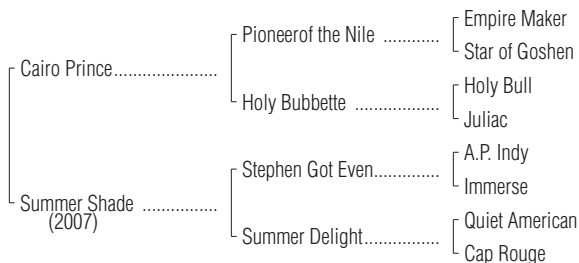 Empire Maker
Pioneerof the Nile ............
Star of Goshen
Cairo Prince......................
Holy Bull
Holy Bubbette ..................
Juliac
A.P. Indy
Stephen Got Even..............
Immerse
Summer Shade ................
(2007)
Quiet American
Summer Delight................
Cap Rouge